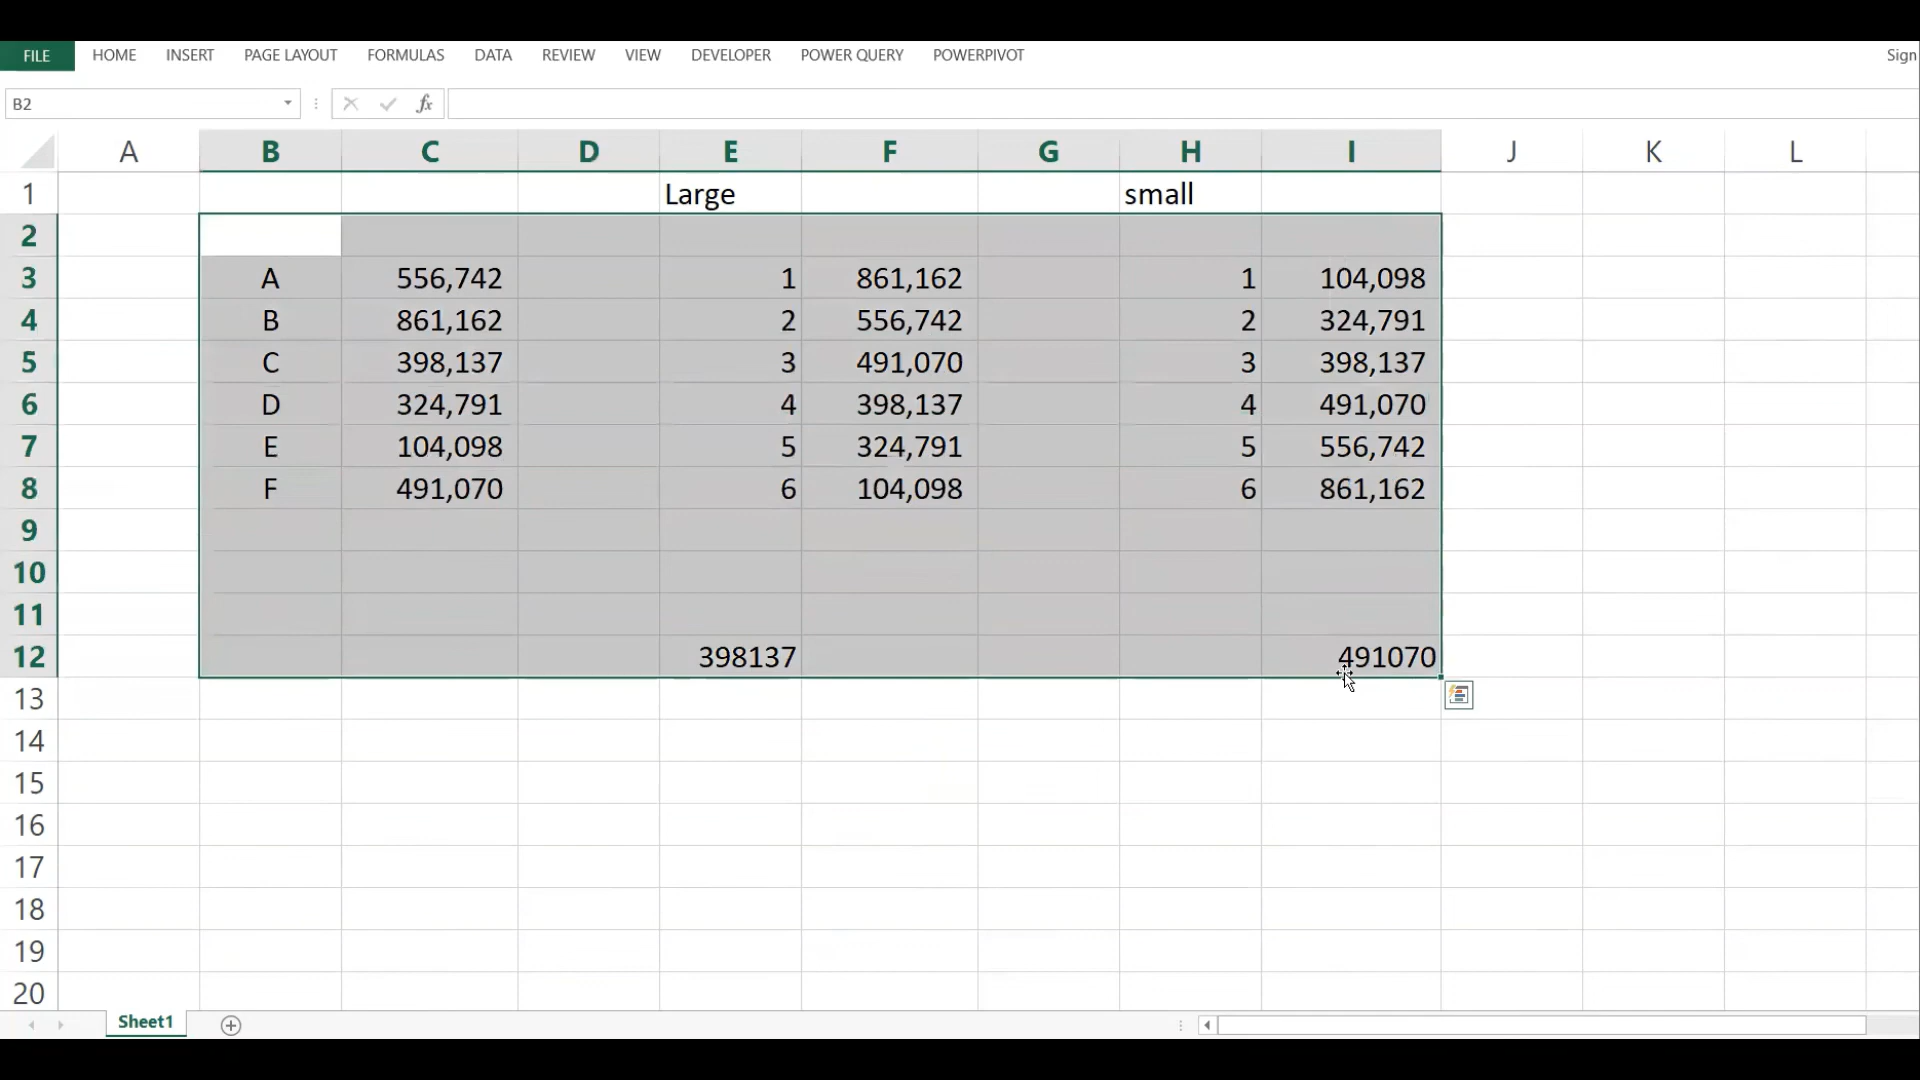 FILE HOME INSERT PAGE LAYOUT FORMULAS DATA REVIEW VIEW DEVELOPER POWER QUERY POWERPIVOT Sign
B2 fx
A B C D E F G H I J K L
1 Large small
2
3 A 556,742 1 861,162 1 104,098
4 B 861,162 2 556,742 2 324,791
5 C 398,137 3 491,070 3 398,137
6 D 324,791 4 398,137 4 491,070
7 E 104,098 5 324,791 5 556,742
8 F 491,070 6 104,098 6 861,162
9
10
11
12 398137 491070
13
14
15
16
17
18
19
20
Sheet1